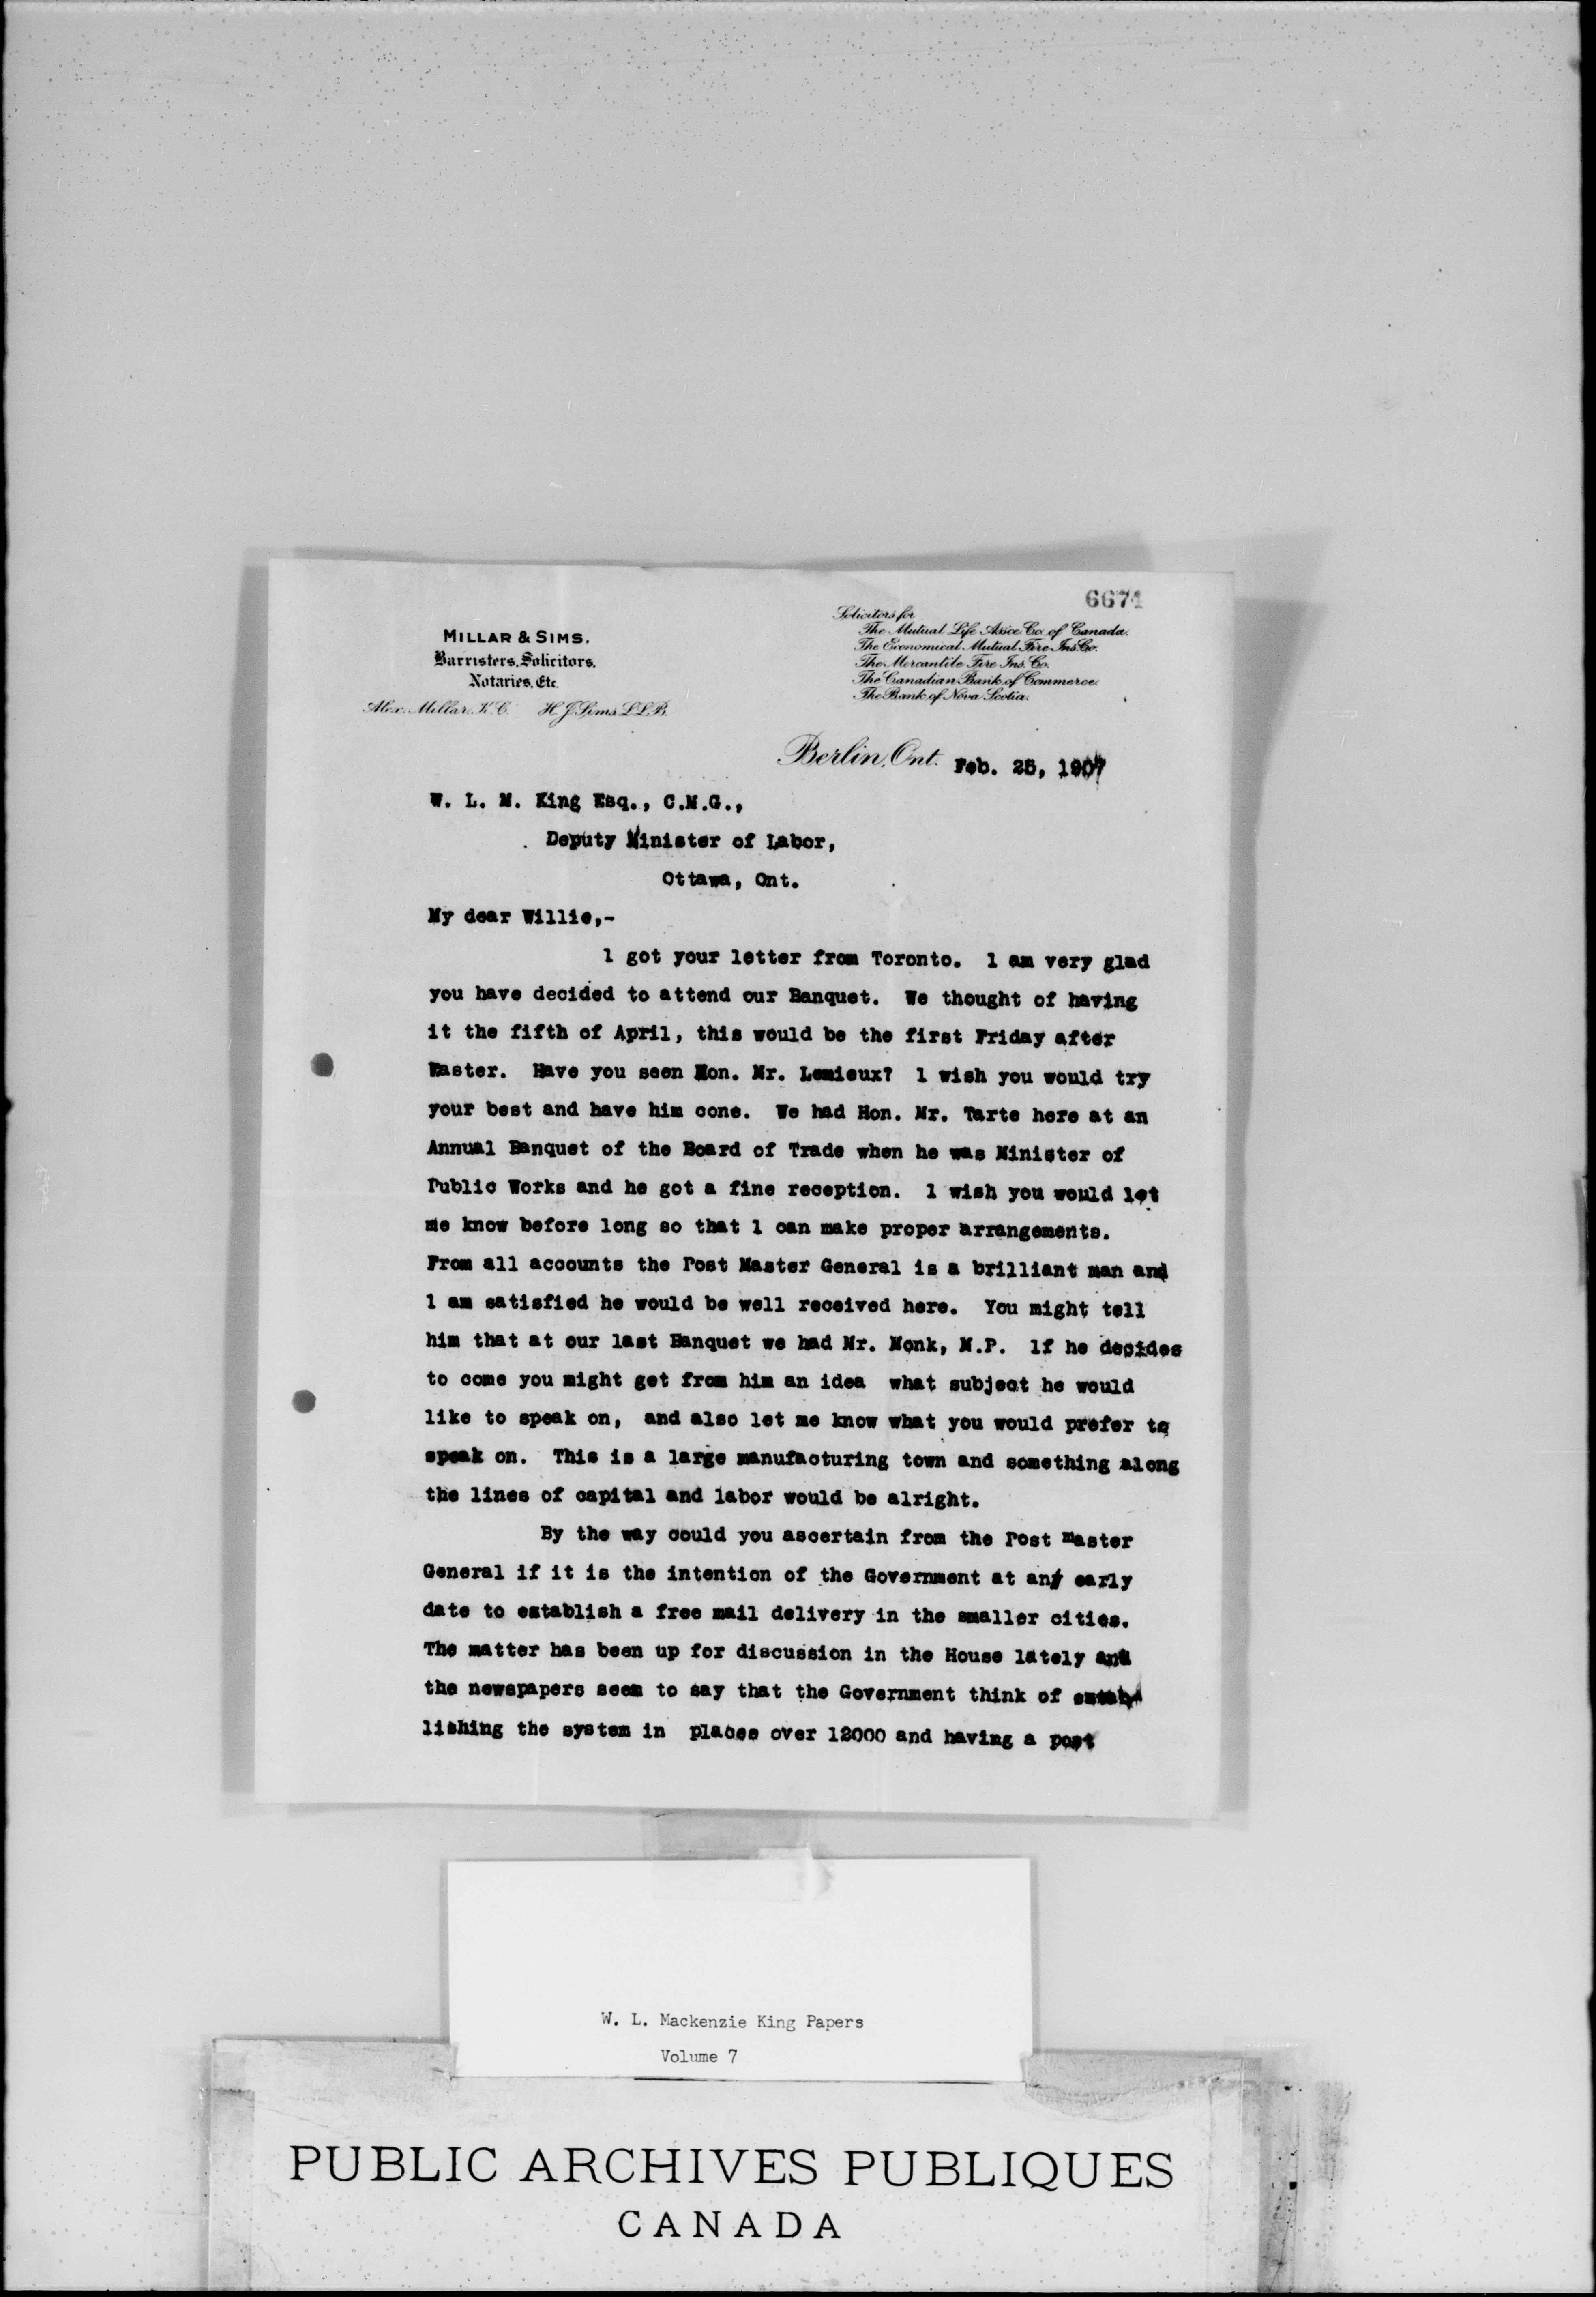 6674
MILLAR & SIMS.
Barristers, Solicitors,
Notaries, Etc.
Alex. Millar, K.C. H. J. Sims LL.B.
Solicitors for
The Mutual Life Assce. Co. of Canada.
The Economical Mutual Fire Ins. Co.
The Mercantile Fire Ins. Co.
The Canadian Bank of Commerce.
The Bank of Nova Scotia.
Berlin, Ont. Feb. 25, 1907
W. L. M. King Esq., C.M.G.,
Deputy Minister of Labor,
Ottawa, Ont.
My dear Willie,-
1 got your letter from Toronto. 1 am very glad
you have decided to attend our Banquet. We thought of having
it the fifth of April, this would be the first Friday after
Easter. Have you seen Hon. Mr. Lemieux? 1 wish you would try
your best and have him cone. We had Hon. Mr. Tarte here at an
Annual Banquet of the Board of Trade when he was Minister of
Public Works and he got a fine reception. 1 wish you would let
me know before long so that 1 can make proper arrangements.
From all accounts the Post Master General is a brilliant man and
1 am satisfied he would be well received here. You might tell
him that at our last Banquet we had Mr. Monk, M.P. 1f he decides
to come you might get from him an idea what subject he would
like to speak on, and also let me know what you would prefer to
speak on. This is a large manufacturing town and something along
the lines of capital and labor would be alright.
By the way could you ascertain from the Post master
General if it is the intention of the Government at an early
date to establish a free mail delivery in the smaller cities.
The matter has been up for discussion in the House lately and
the newspapers seem to say that the Government think of estab-
lishing the system in places over 12000 and having a post
W. L. Mackenzie King Papers
Volume 7
PUBLIC ARCHIVES PUBLIQUES
CANADA